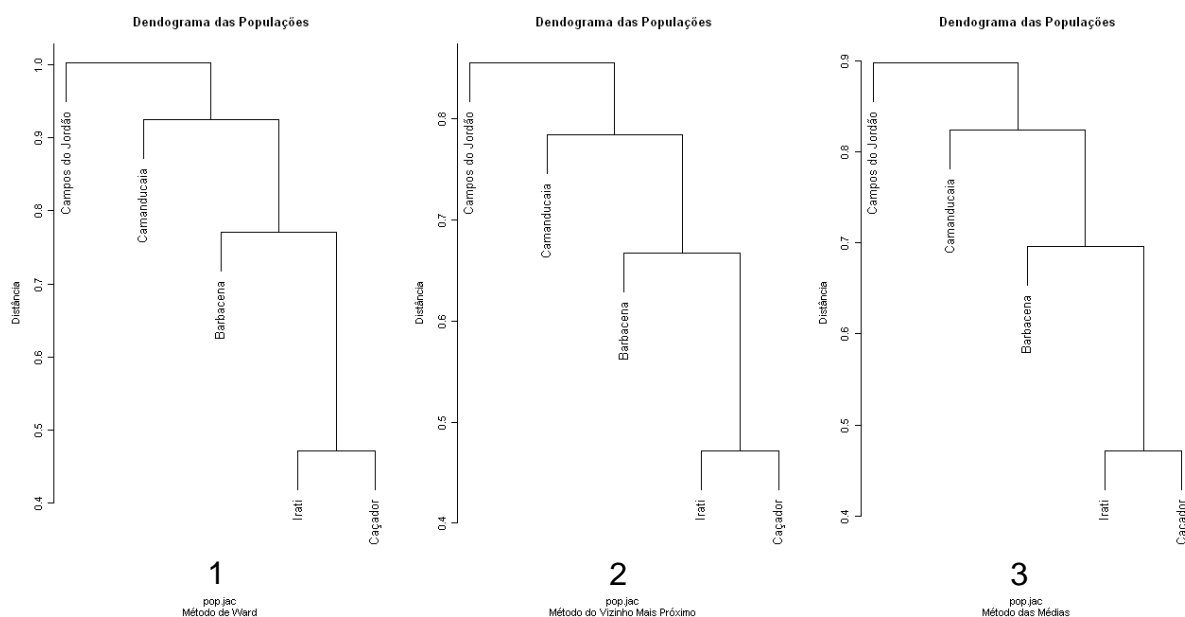 Dendograma das Populações
Distância
1.0
0.9
0.8
0.7
0.6
0.5
0.4
Campos do Jordão
Camanducaia
Barbacena
Irati
Caçador
1
pop.jac
Método de Ward
Dendograma das Populações
Distância
0.8
0.7
0.6
0.5
0.4
Campos do Jordão
Camanducaia
Barbacena
Irati
Caçador
2
pop.jac
Método do Vizinho Mais Próximo
Dendograma das Populações
Distância
0.9
0.8
0.7
0.6
0.5
0.4
Campos do Jordão
Camanducaia
Barbacena
Irati
Caçador
3
pop.jac
Método das Médias